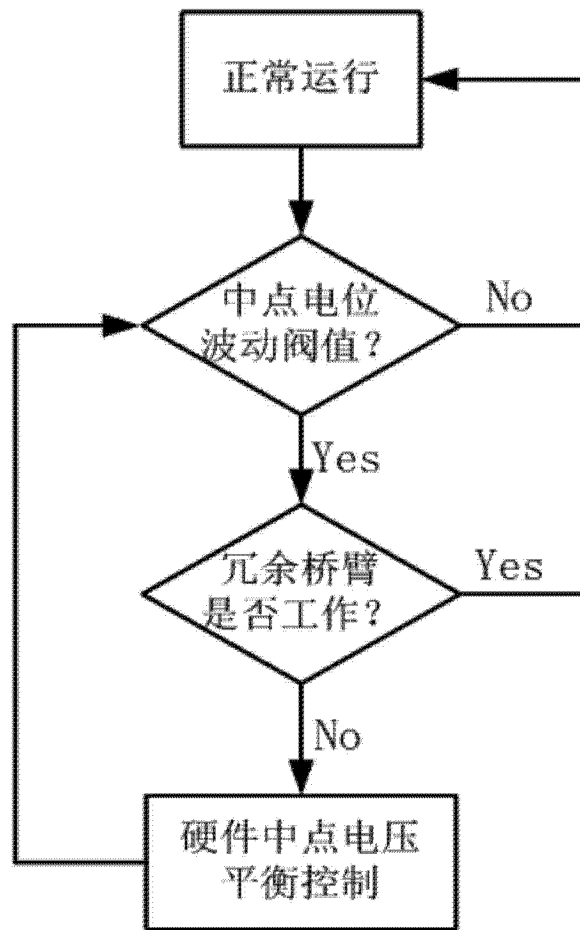 正常运行
中点电位
波动阀值?
No
Yes
冗余桥臂
是否工作?
Yes
No
硬件中点电压
平衡控制